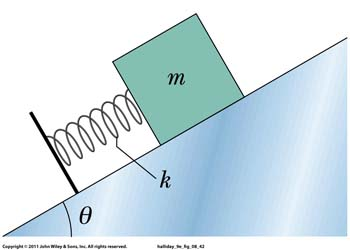 m
k
θ
Copyright © 2011 John Wiley & Sons, Inc. All rights reserved. halliday_9e_fig_08_42